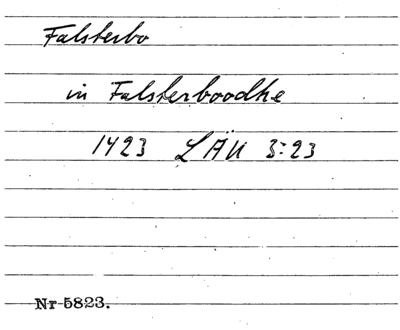 Falsterbo
in Falsterboodhe
1423 LÄU 3:23
Nr 5823.